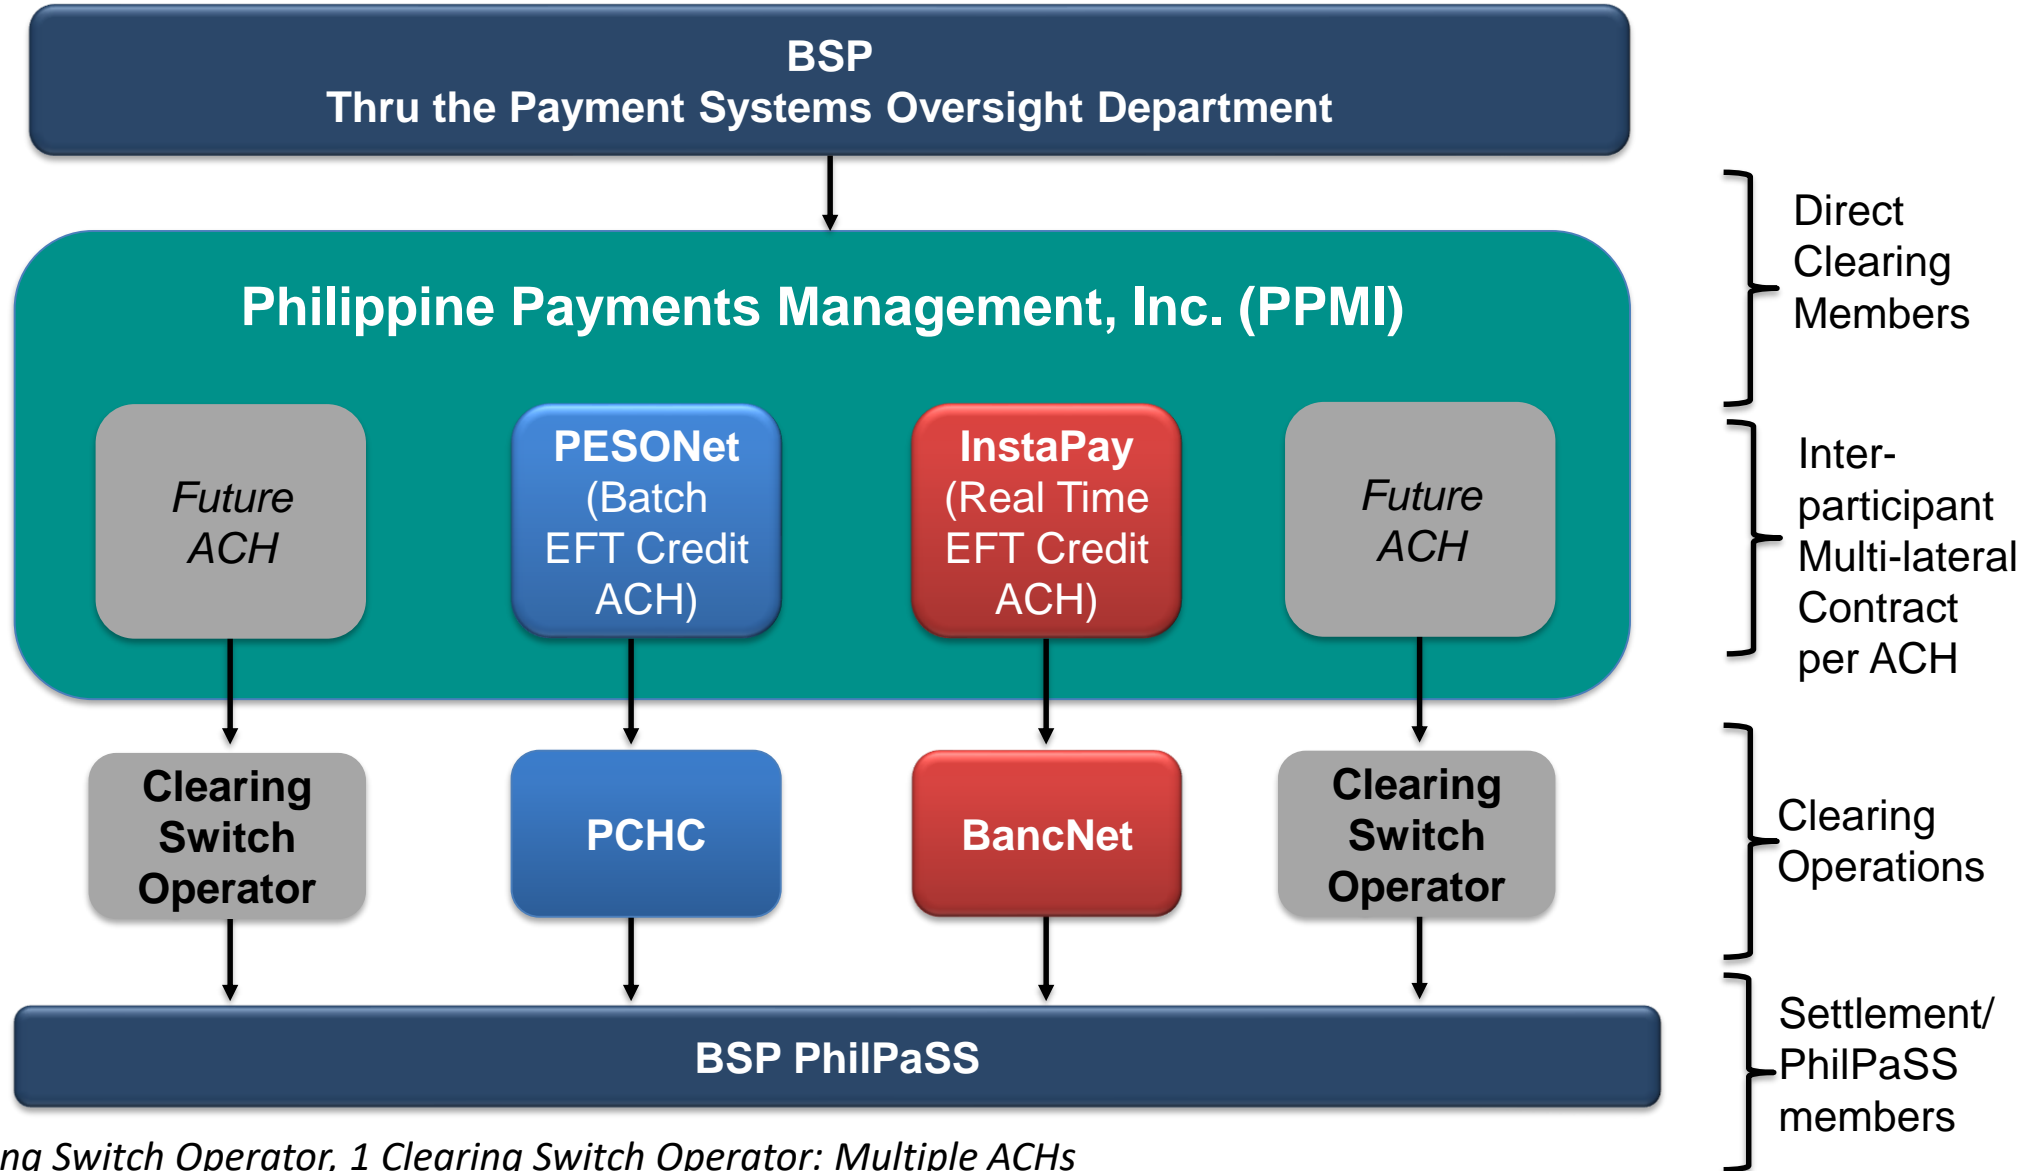 BSP
Thru the Payment Systems Oversight Department
Direct
Clearing
Members
Philippine Payments Management, Inc. (PPMI)
Future
ACH
PESONet
(Batch
EFT Credit
ACH)
InstaPay
(Real Time
EFT Credit
ACH)
Future
ACH
Inter-
participant
Multi-lateral
Contract
per ACH
Clearing
Switch
Operator
PCHC
BancNet
Clearing
Switch
Operator
Clearing
Operations
BSP PhilPaSS
Settlement/
PhilPaSS
members
Switch Operator, 1 Clearing Switch Operator: Multiple ACHs